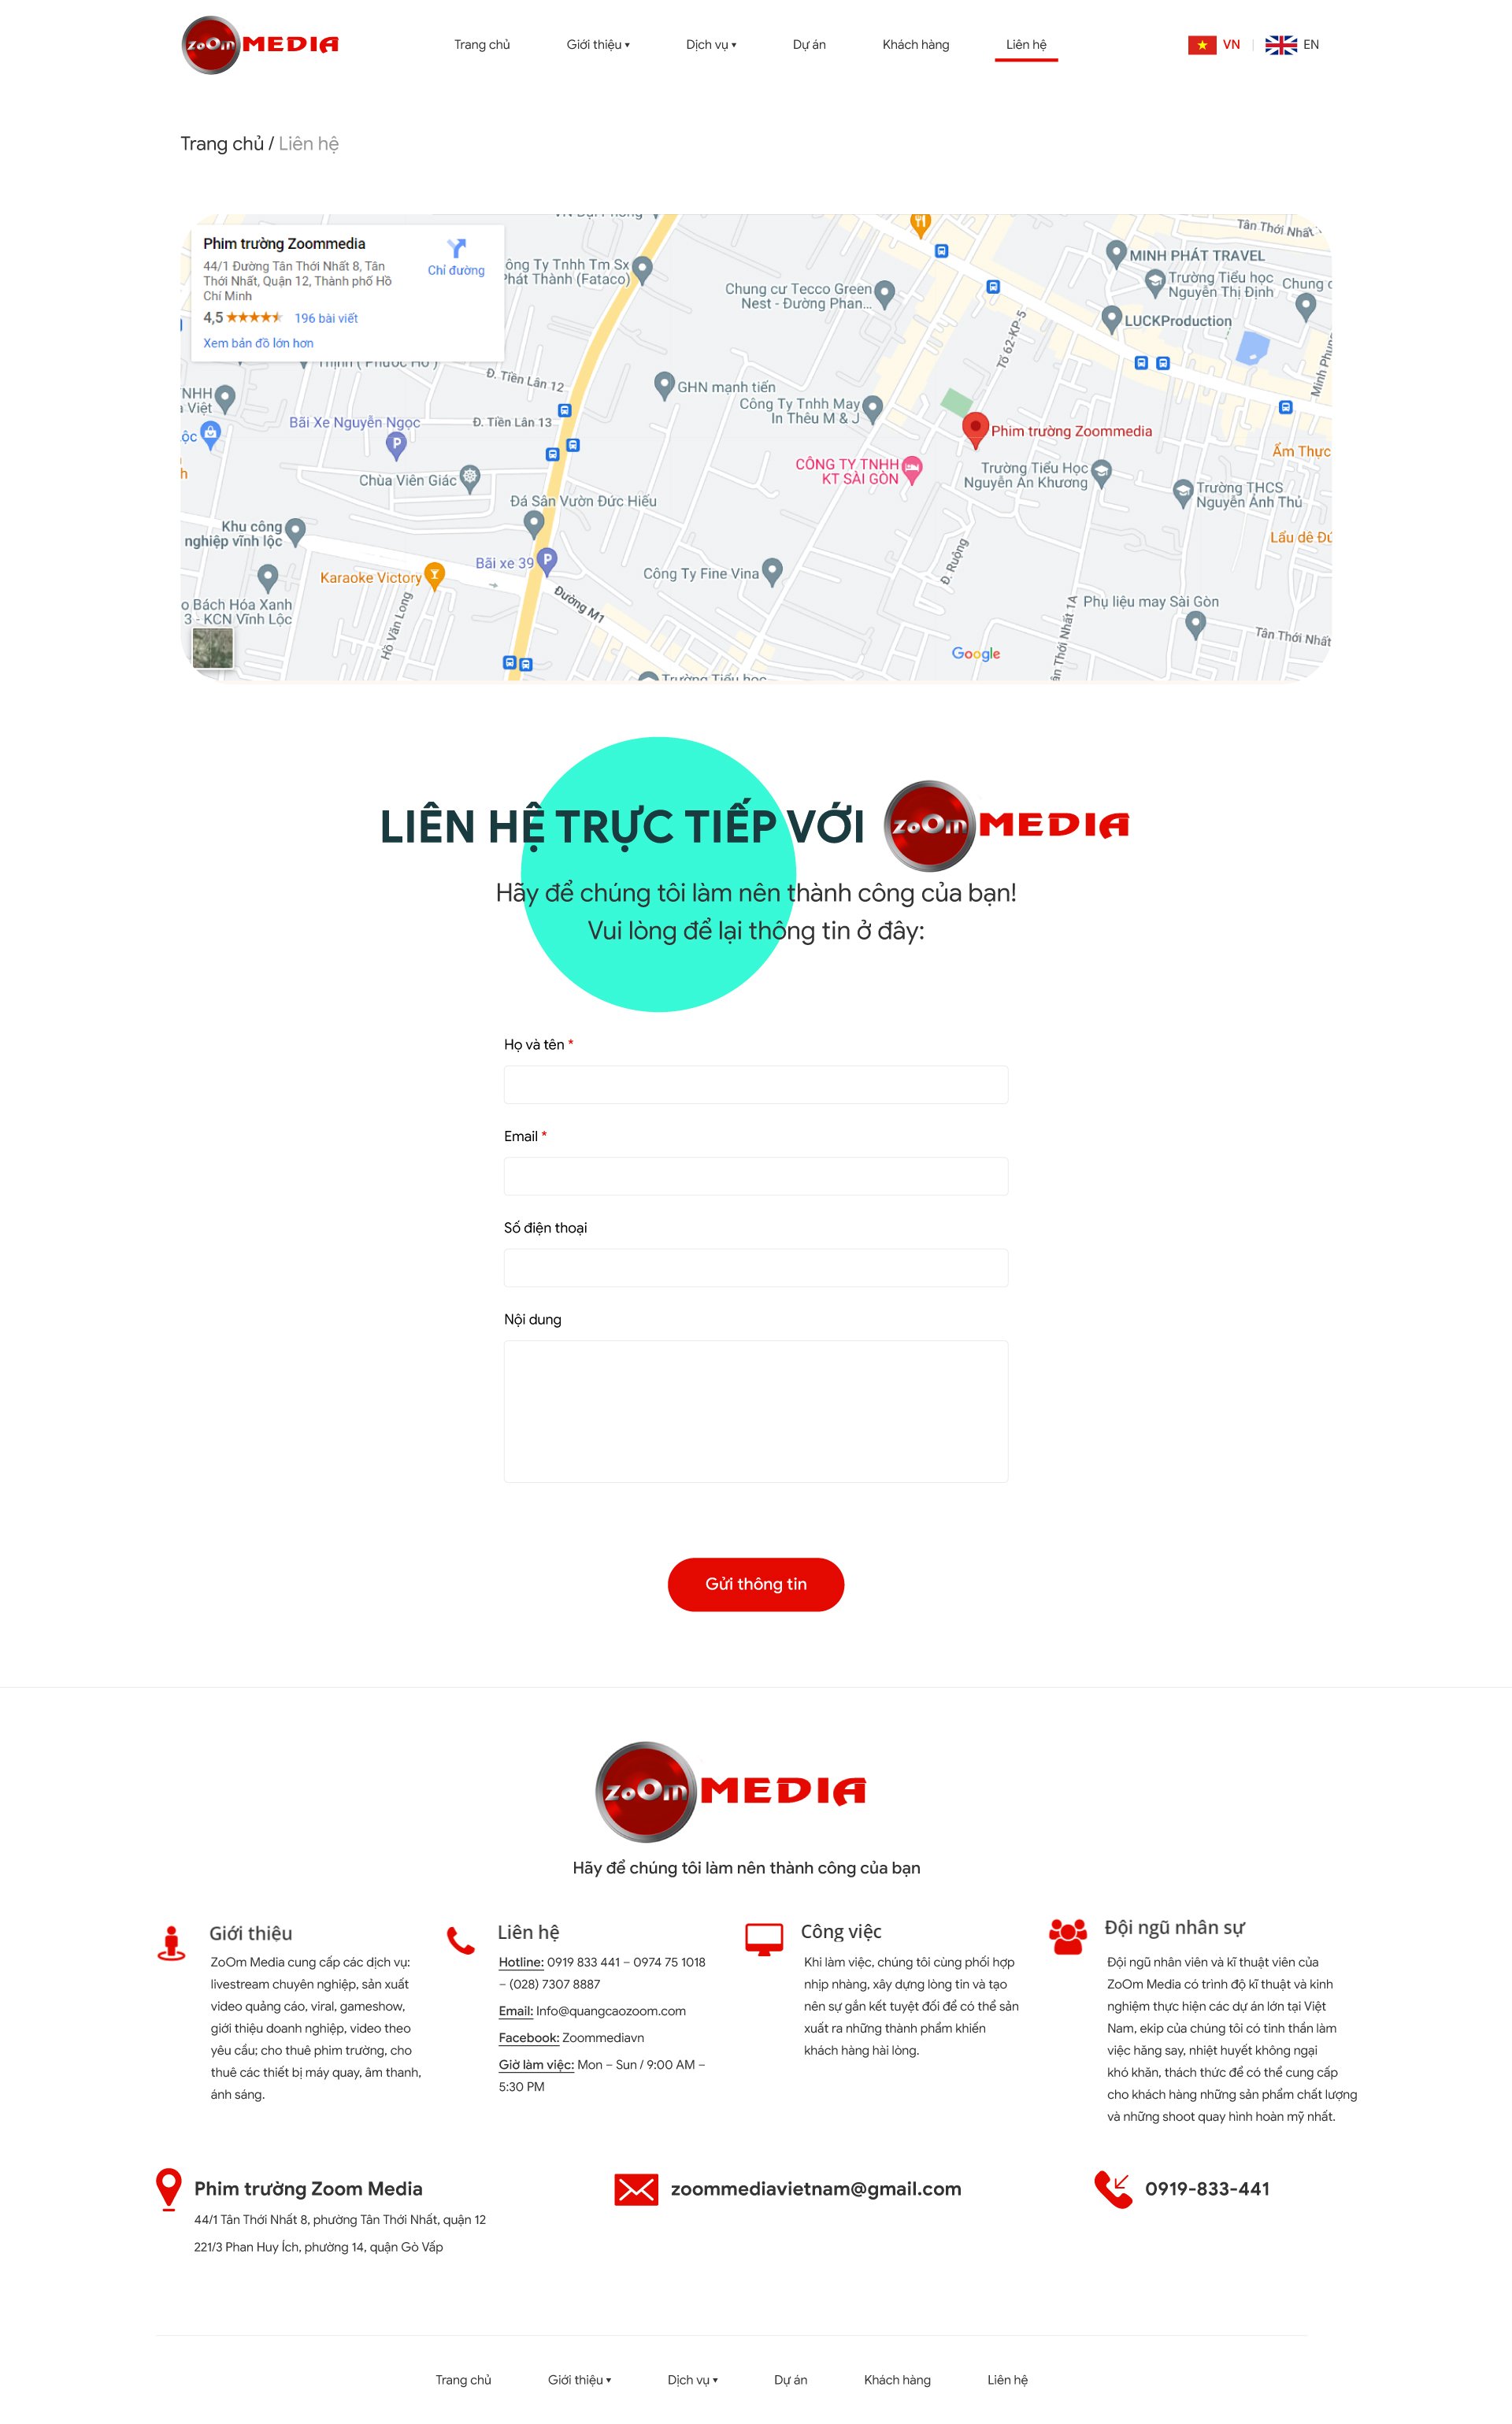 ZoOm MEDIA
Trang chủ
Giới thiệu ▾
Dịch vụ ▾
Dự án
Khách hàng
Liên hệ
VN | EN
Trang chủ / Liên hệ
Phim trường Zoommedia
44/1 Đường Tân Thới Nhất 8, Tân
Thới Nhất, Quận 12, Thành phố Hồ
Chí Minh
4,5
196 bài viết
Xem bản đồ lớn hơn
Chỉ đường
ông Ty Tnhh Tm Sx
Phát Thành (Fataco)
Chung cư Tecco Green
Nest - Đường Phan...
MINH PHÁT TRAVEL
Tân Thới Nhất
Trường Tiểu học
Nguyễn Thị Định
Chung c
LUCKProduction
Tổ 62-KP-5
Minh Phụng
Đ. Tiền Lân 12
GHN mạnh tiến
Công Ty Tnhh May
In Thêu M & J
NHH
a Việt
Bãi Xe Nguyễn Ngọc
Đ. Tiền Lân 13
Phim trường Zoommedia
Lộc
Ẩm Thực
h
Chùa Viên Giác
CÔNG TY TNHH
KT SÀI GÒN
Trường Tiểu Học
Nguyễn An Khương
Trường THCS
Nguyễn Ảnh Thủ
Đá Sân Vườn Đức Hiếu
Khu công
nghiệp vĩnh lộc
Lẩu dê Đú
Bãi xe 39
Karaoke Victory
Công Ty Fine Vina
Đ. Ruộng
Đường M1
o Bách Hóa Xanh
3 - KCN Vĩnh Lộc
Hồ Văn Long
Phụ liệu may Sài Gòn
ân Thới Nhất 1A
Tân Thới Nhất
Google
Trường Tiểu học
LIÊN HỆ TRỰC TIẾP VỚI ZoOm MEDIA
Hãy để chúng tôi làm nên thành công của bạn!
Vui lòng để lại thông tin ở đây:
Họ và tên *
Email *
Số điện thoại
Nội dung
Gửi thông tin
ZoOm MEDIA
Hãy để chúng tôi làm nên thành công của bạn
Giới thiêu
ZoOm Media cung cấp các dịch vụ:
livestream chuyên nghiệp, sản xuất
video quảng cáo, viral, gameshow,
giới thiệu doanh nghiệp, video theo
yêu cầu; cho thuê phim trường, cho
thuê các thiết bị máy quay, âm thanh,
ánh sáng.
Liên hệ
Hotline: 0919 833 441 – 0974 75 1018
– (028) 7307 8887
Email: Info@quangcaozoom.com
Facebook: Zoommediavn
Giờ làm việc: Mon – Sun / 9:00 AM –
5:30 PM
Công việc
Khi làm việc, chúng tôi cùng phối hợp
nhịp nhàng, xây dựng lòng tin và tạo
nên sự gắn kết tuyệt đối để có thể sản
xuất ra những thành phẩm khiến
khách hàng hài lòng.
Đội ngũ nhân sự
Đội ngũ nhân viên và kĩ thuật viên của
ZoOm Media có trình độ kĩ thuật và kinh
nghiệm thực hiện các dự án lớn tại Việt
Nam, ekip của chúng tôi có tinh thần làm
việc hăng say, nhiệt huyết không ngại
khó khăn, thách thức để có thể cung cấp
cho khách hàng những sản phẩm chất lượng
và những shoot quay hình hoàn mỹ nhất.
Phim trường Zoom Media
44/1 Tân Thới Nhất 8, phường Tân Thới Nhất, quận 12
221/3 Phan Huy Ích, phường 14, quận Gò Vấp
zoommediavietnam@gmail.com
0919-833-441
Trang chủ
Giới thiệu ▾
Dịch vụ ▾
Dự án
Khách hàng
Liên hệ